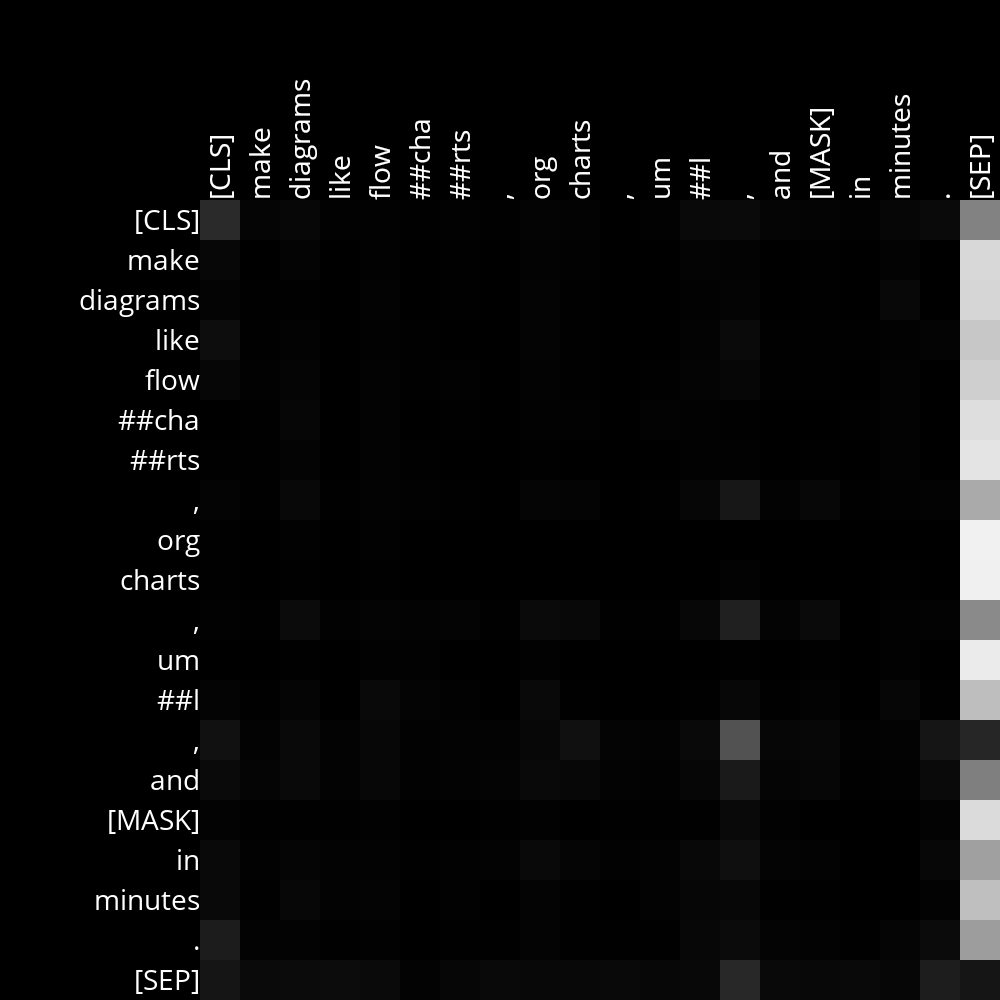 [CLS] make diagrams like flow ##cha ##rts , org charts , um ##l , and [MASK] in minutes . [SEP]
[CLS]
make
diagrams
like
flow
##cha
##rts
,
org
charts
,
um
##l
,
and
[MASK]
in
minutes
.
[SEP]